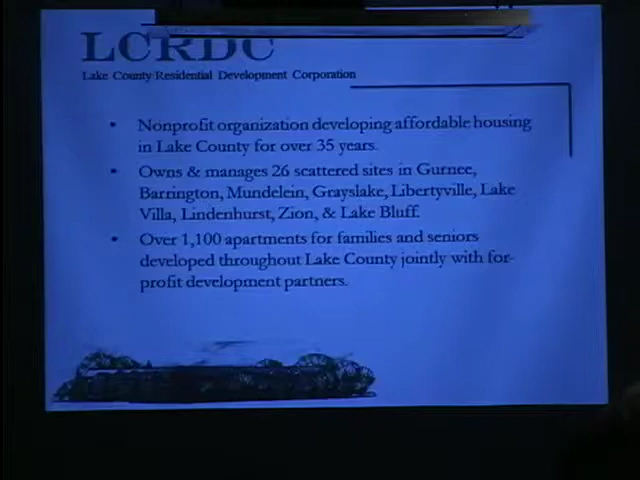 LCRDC
Lake County Residential Development Corporation
• Nonprofit organization developing affordable housing
in Lake County for over 35 years.
• Owns & manages 26 scattered sites in Gurnee,
Barrington, Mundelein, Grayslake, Libertyville, Lake
Villa, Lindenhurst, Zion, & Lake Bluff.
• Over 1,100 apartments for families and seniors
developed throughout Lake County jointly with for-
profit development partners.